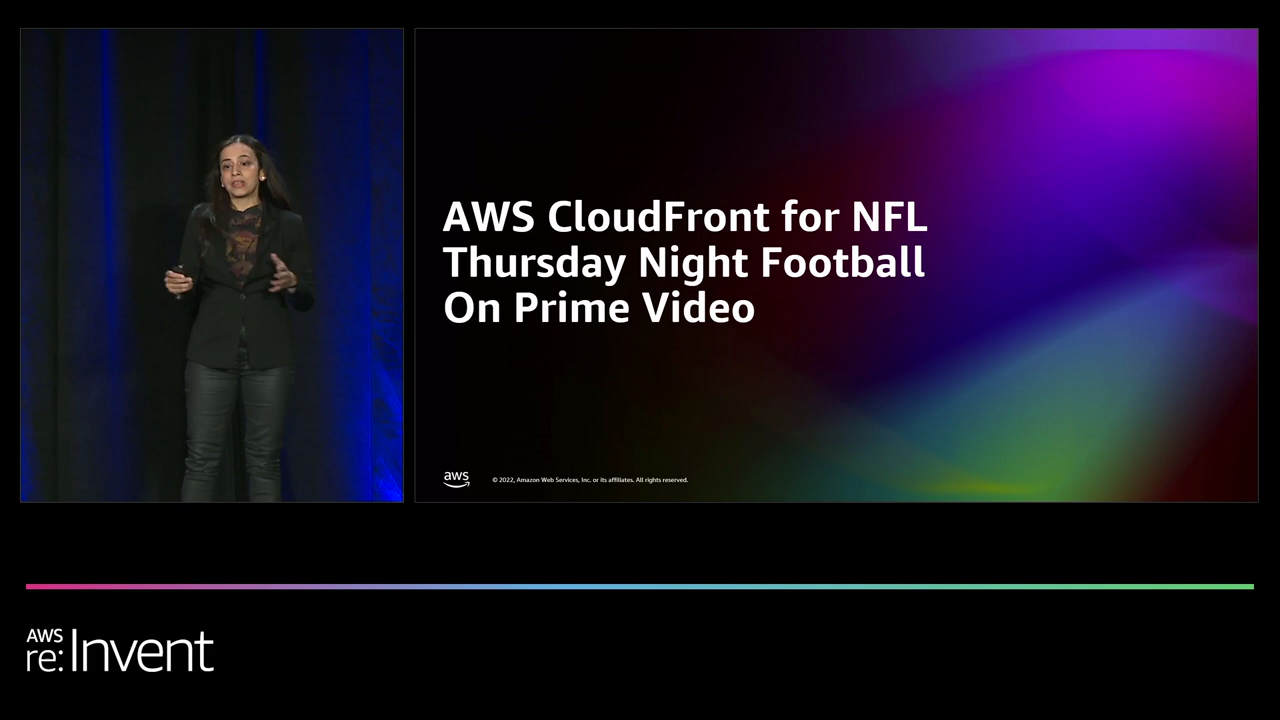 AWS CloudFront for NFL
Thursday Night Football
On Prime Video
aws
© 2022, Amazon Web Services, Inc. or its affiliates. All rights reserved.
AWS
re:Invent